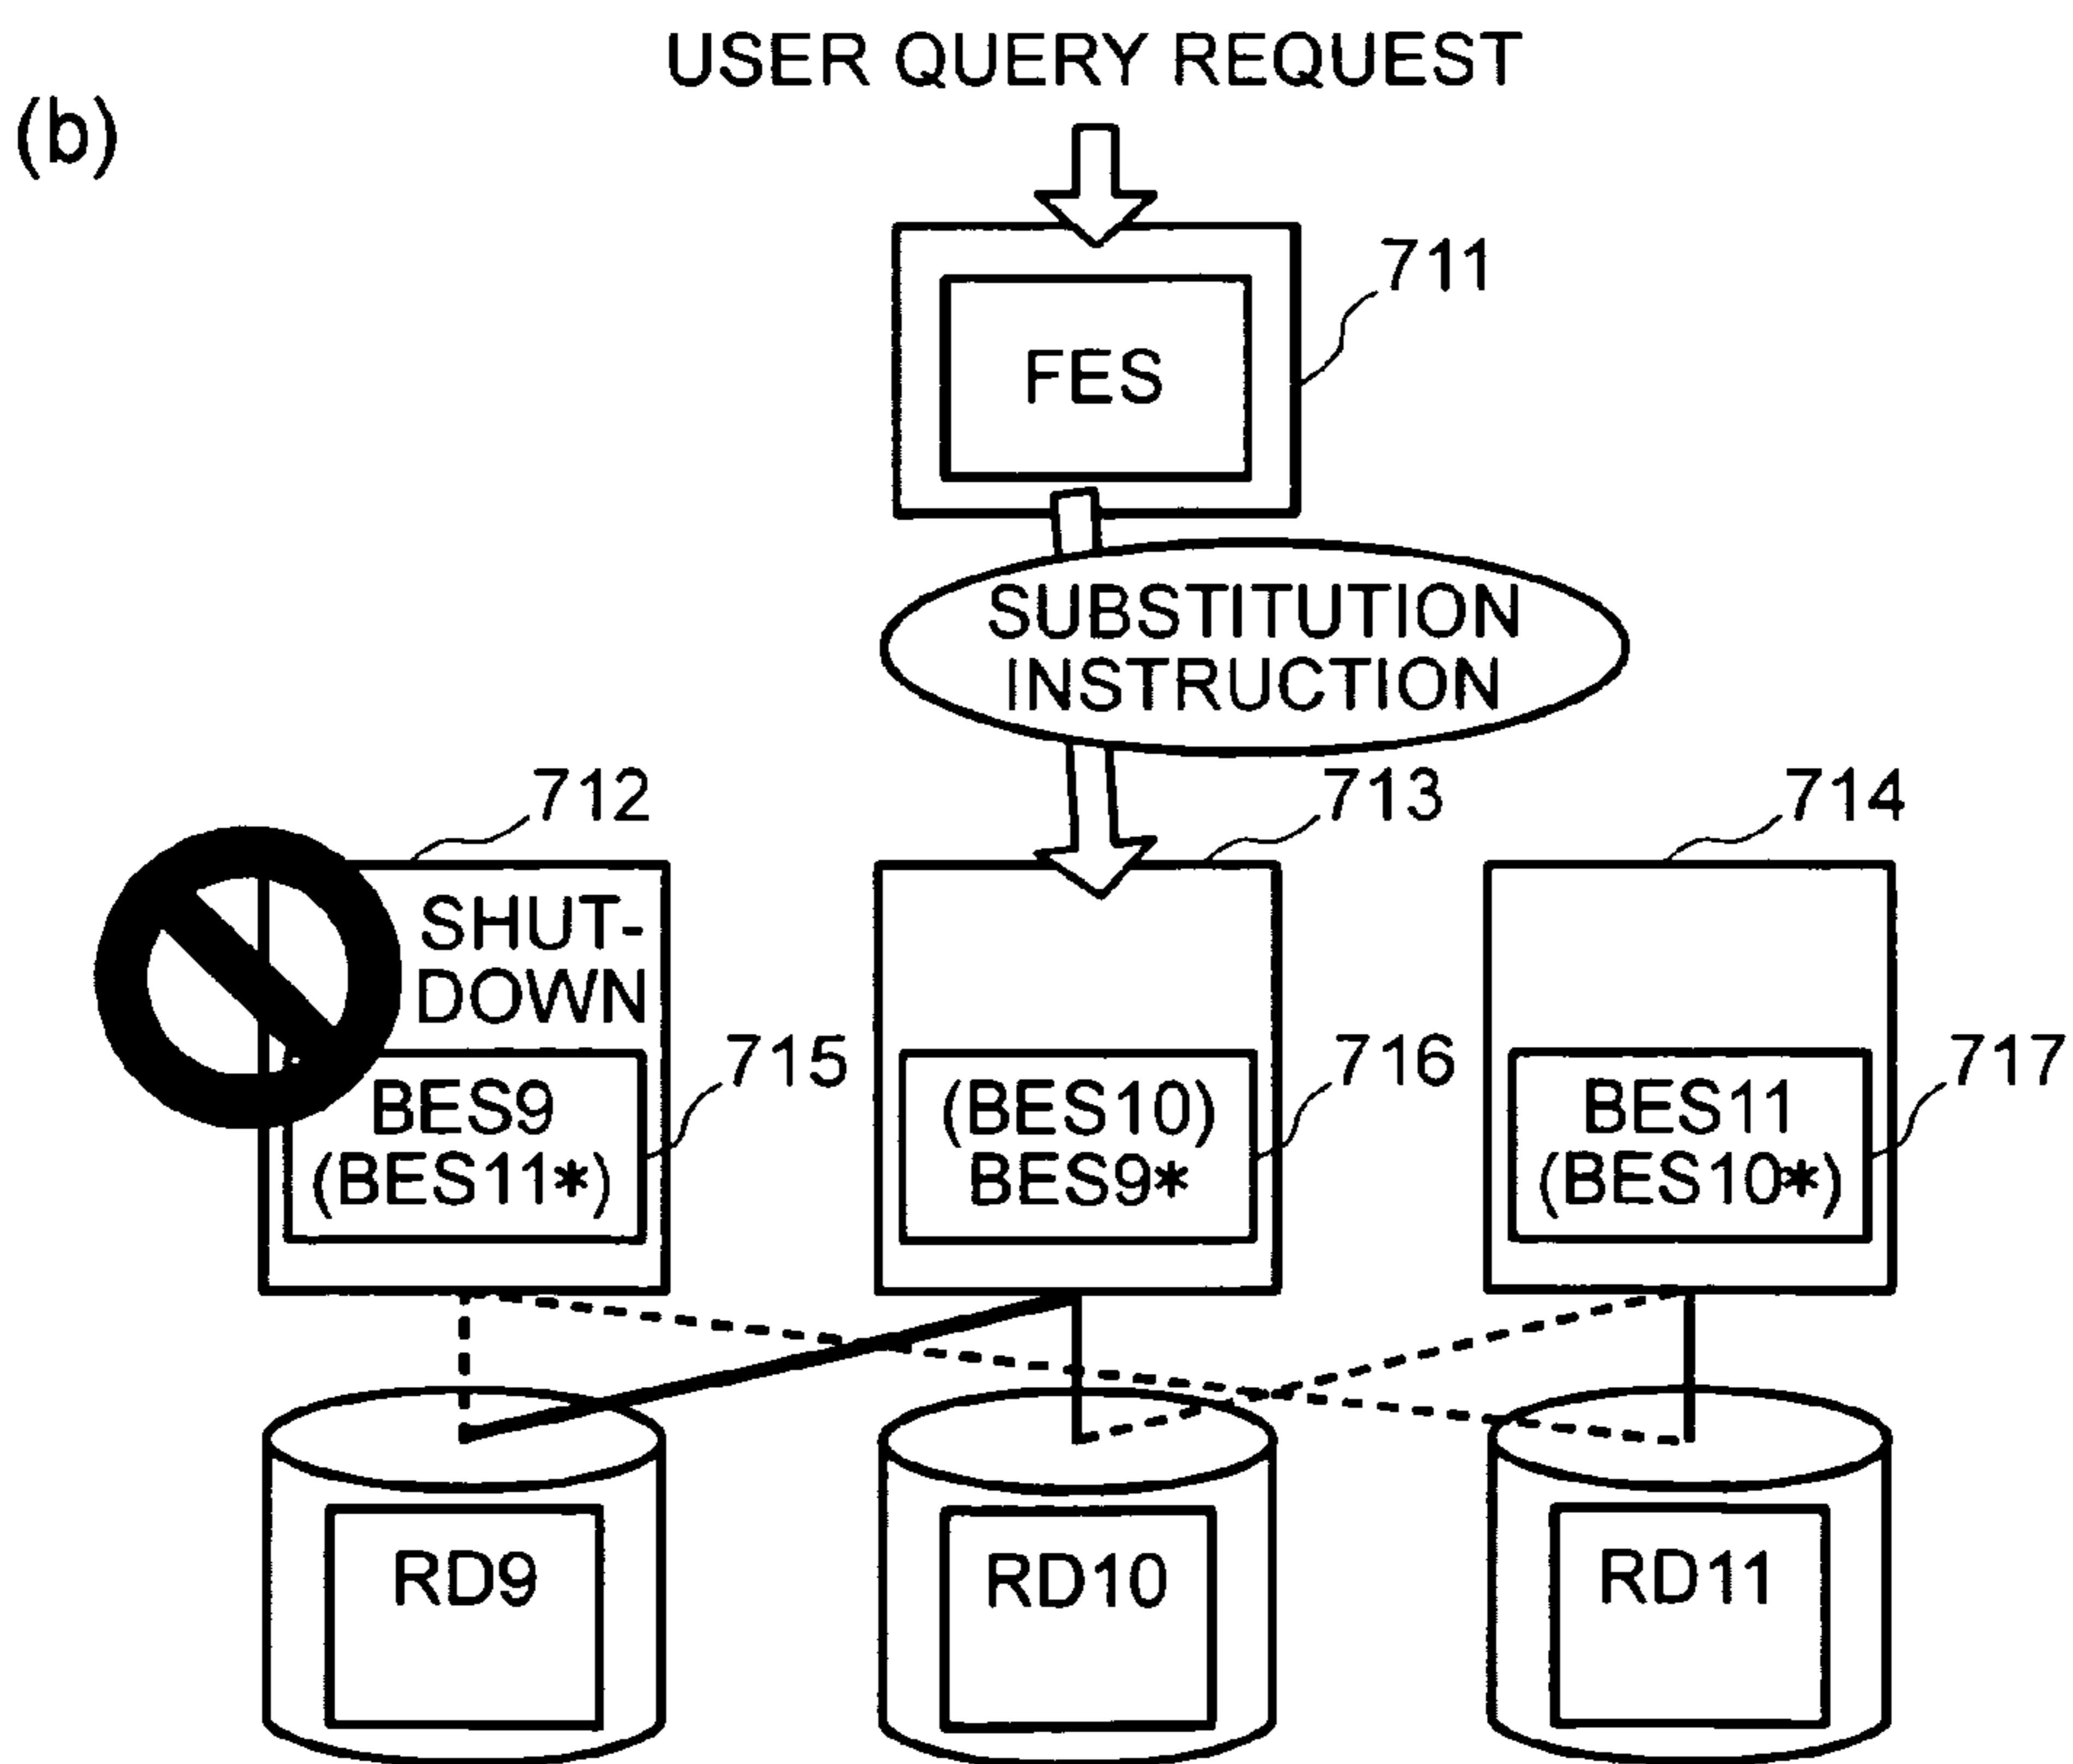 USER QUERY REQUEST
(b)
711
FES
SUBSTITUTION
INSTRUCTION
712
713
714
SHUT-
DOWN
715
716
717
BES9
(BES11*)
(BES10)
BES9*
BES11
(BES10*)
RD9
RD10
RD11